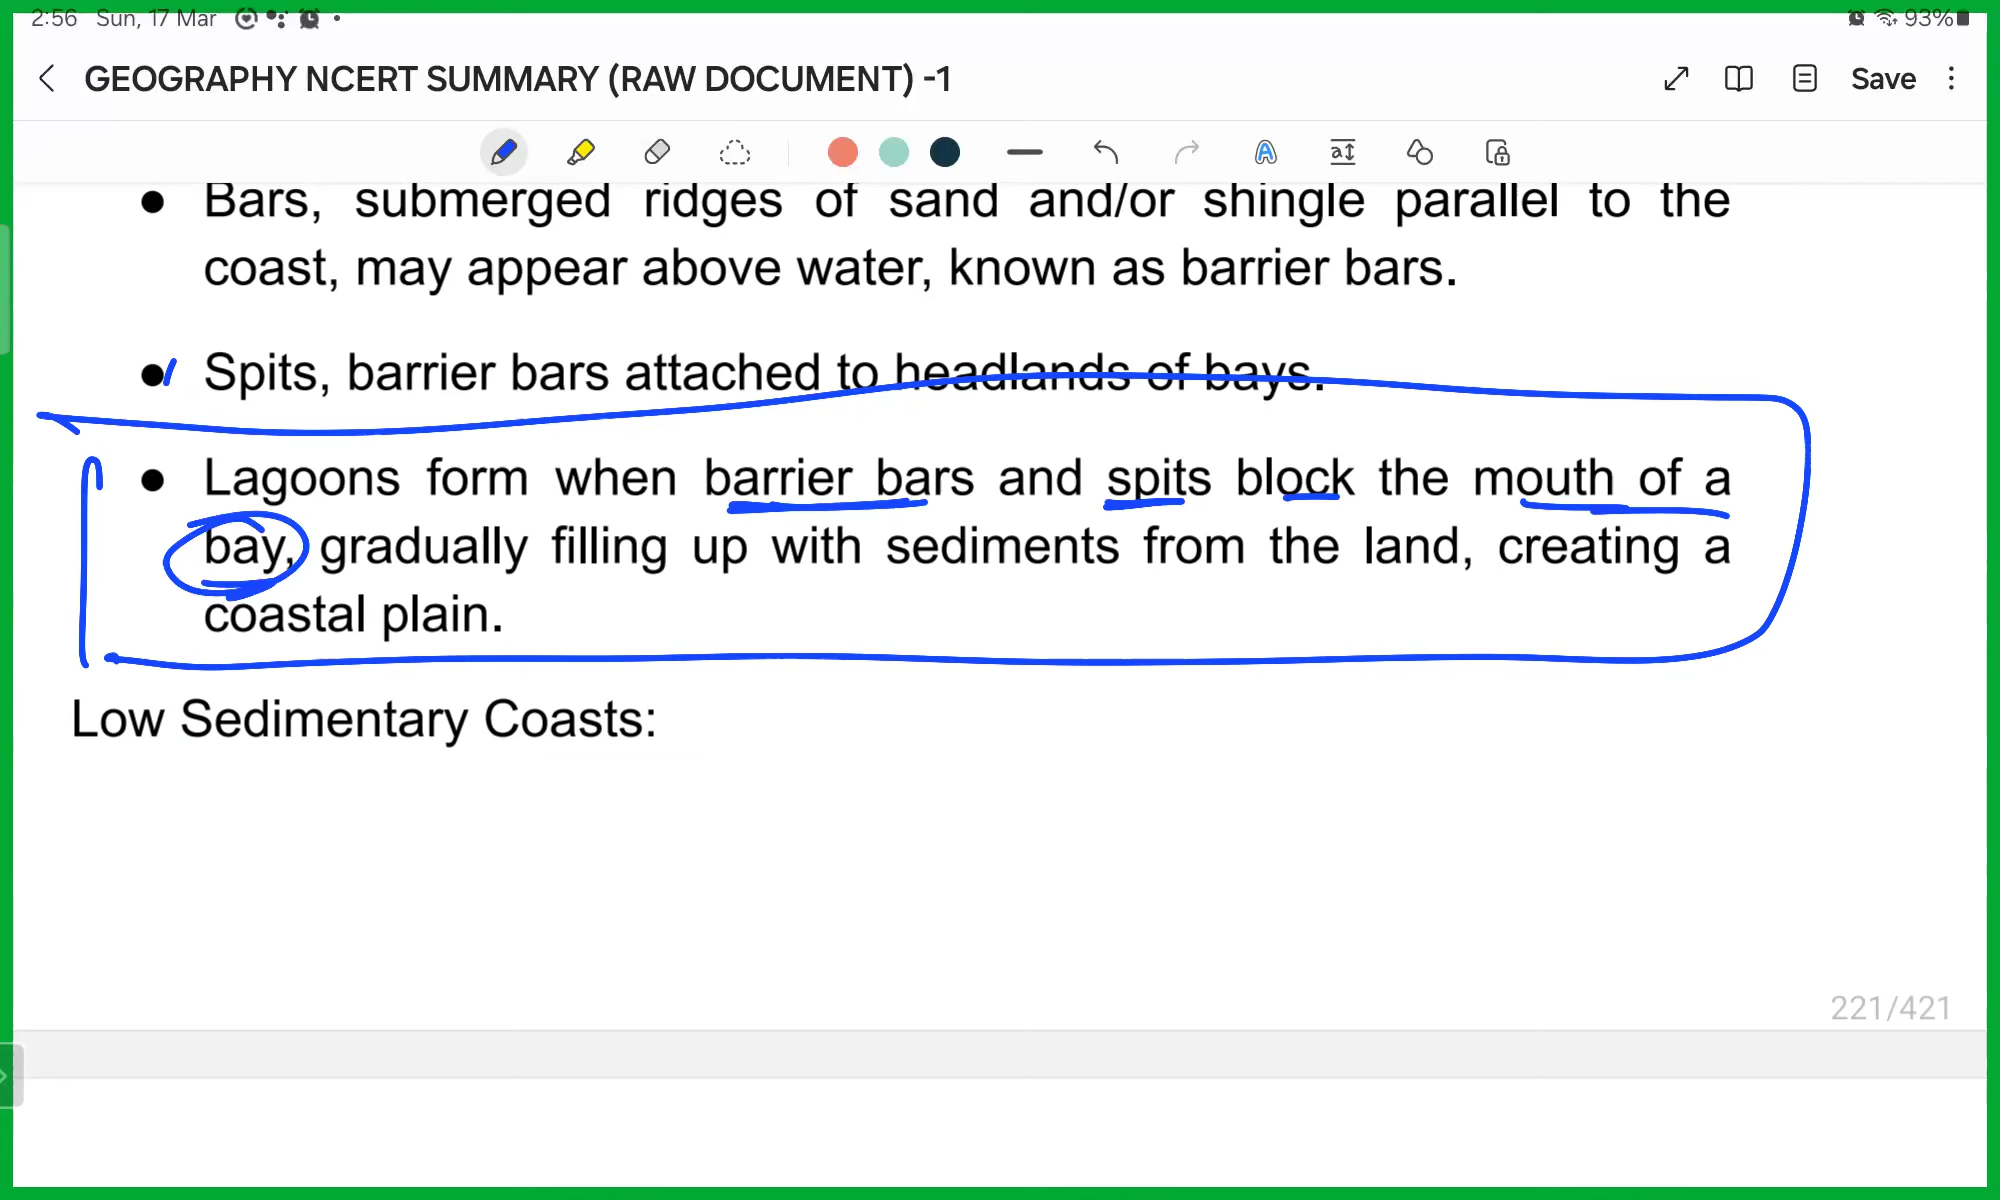 2:56 Sun, 17 Mar 93%
GEOGRAPHY NCERT SUMMARY (RAW DOCUMENT) -1 Save
● Bars, submerged ridges of sand and/or shingle parallel to the
coast, may appear above water, known as barrier bars.
● Spits, barrier bars attached to headlands of bays.
● Lagoons form when barrier bars and spits block the mouth of a
bay, gradually filling up with sediments from the land, creating a
coastal plain.
Low Sedimentary Coasts:
221/421